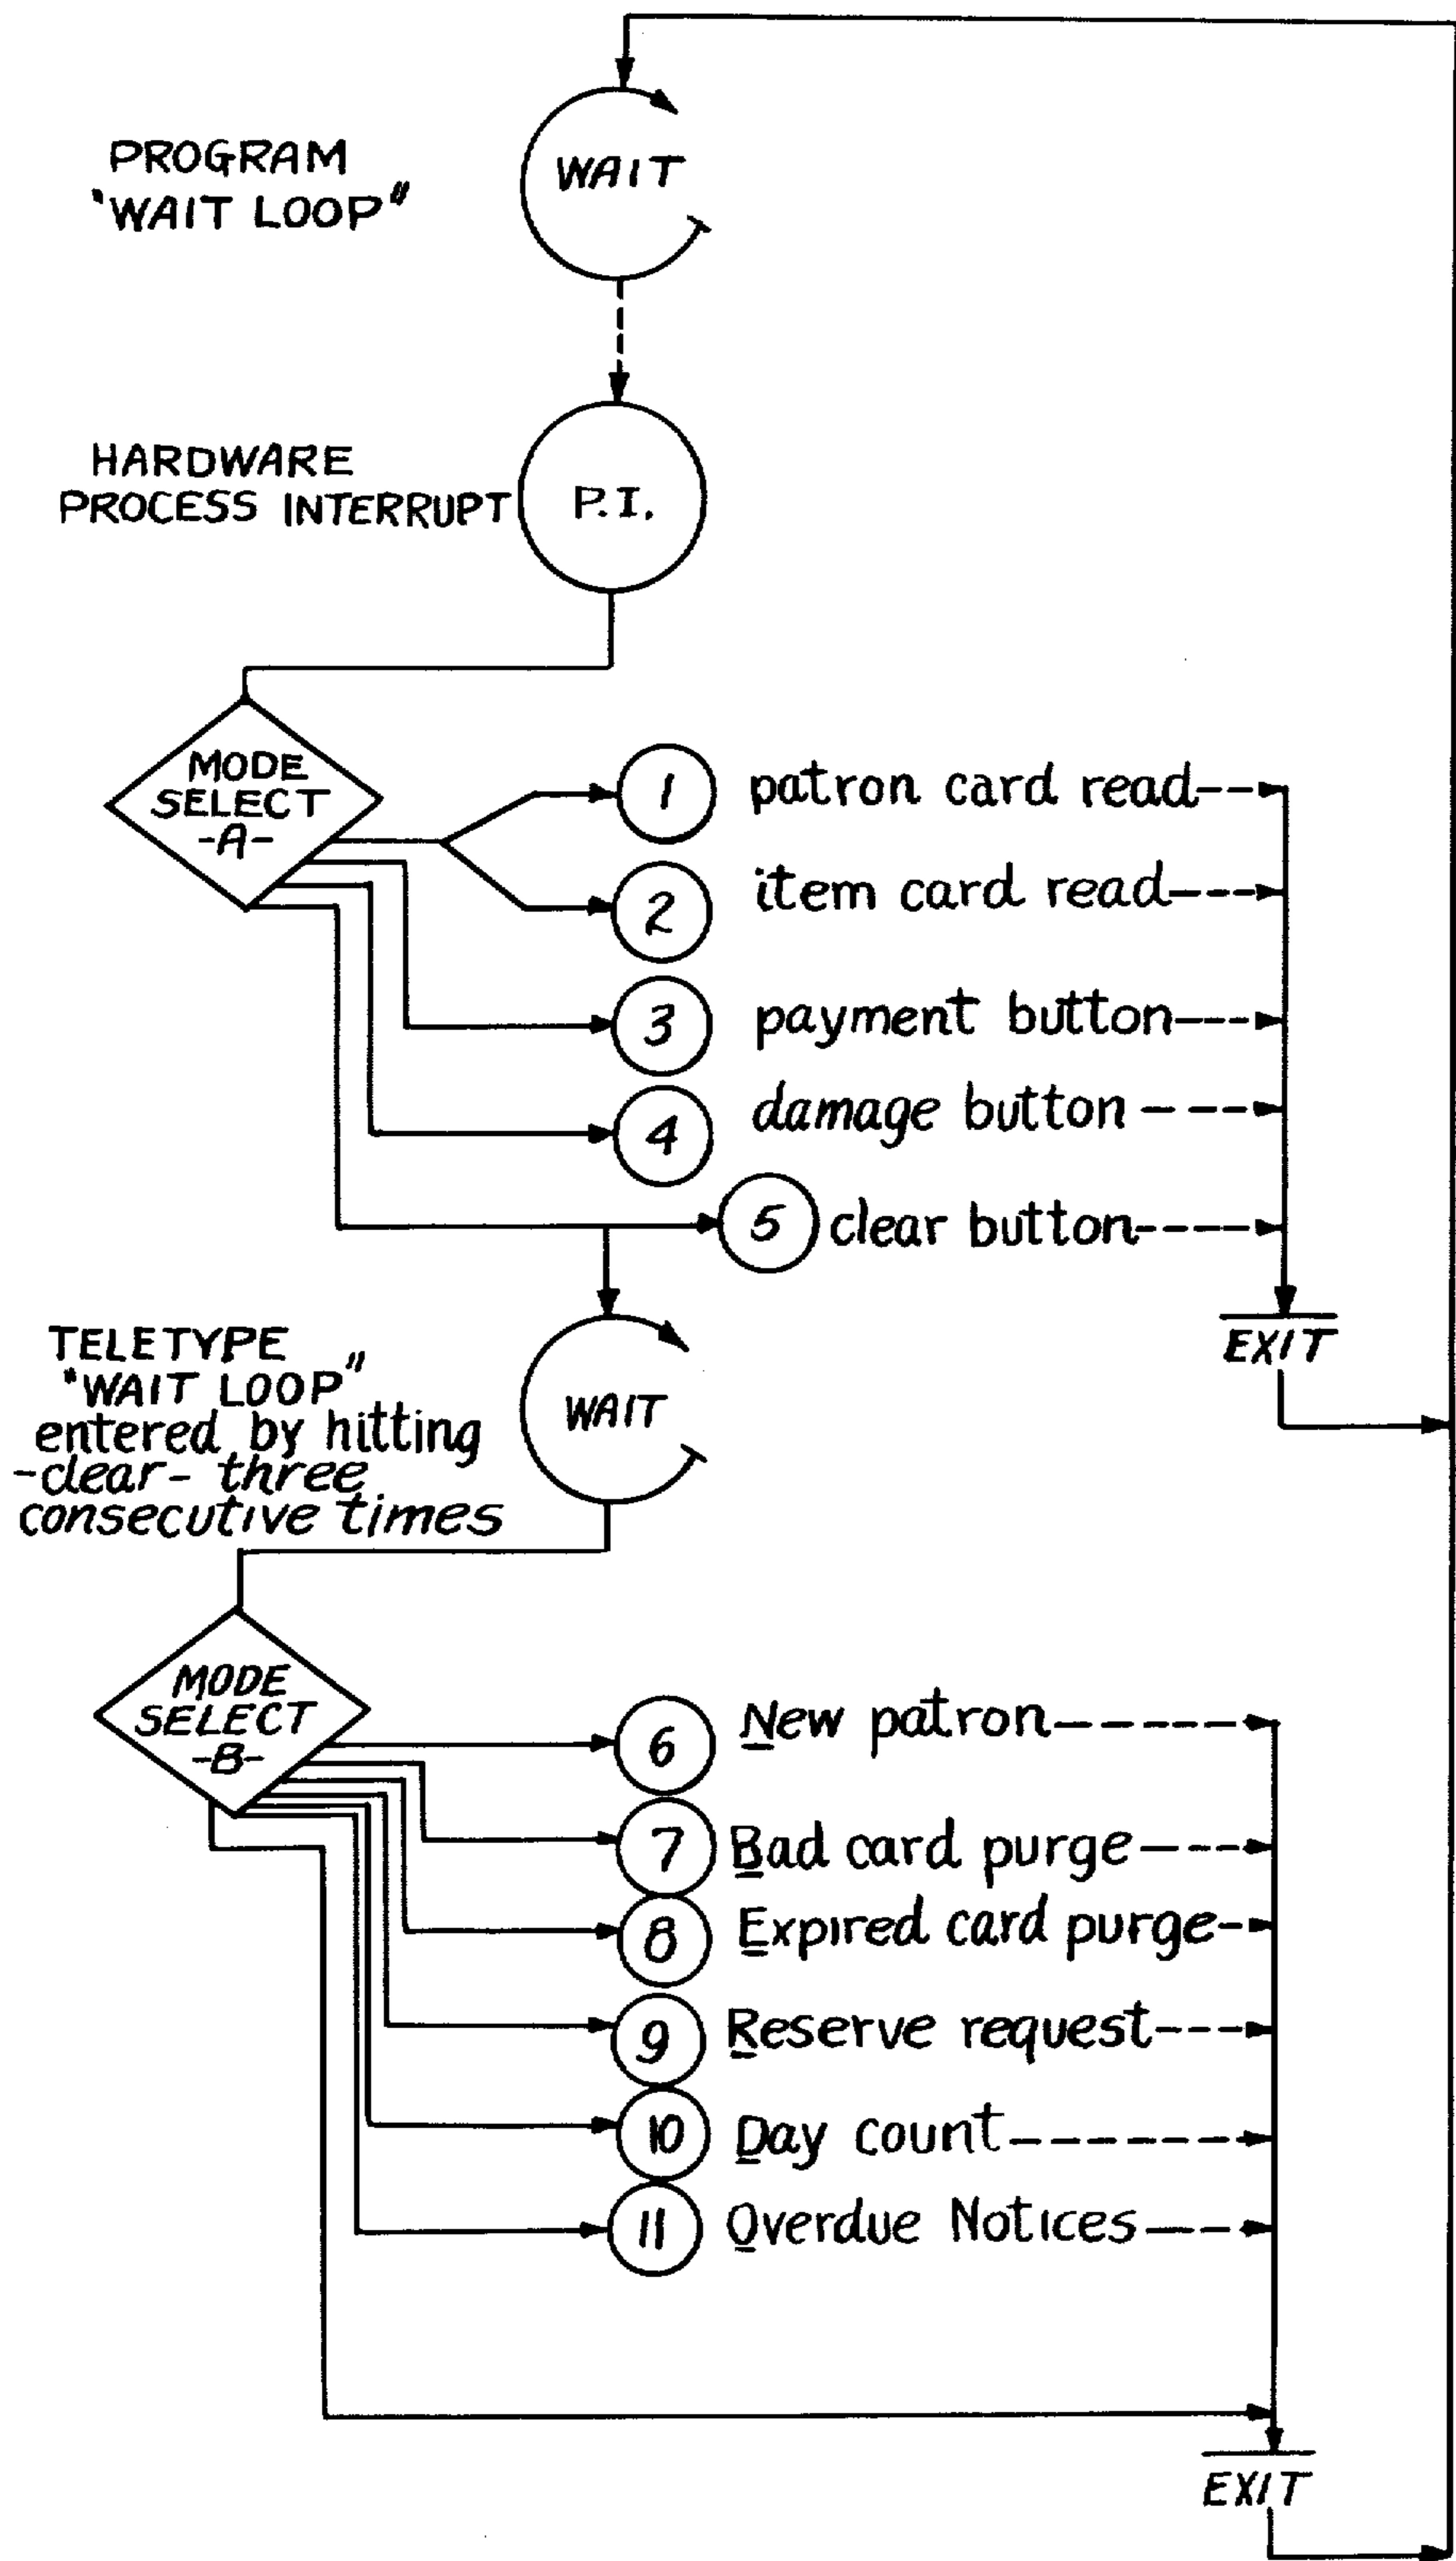 PROGRAM
"WAIT LOOP"
WAIT
HARDWARE
PROCESS INTERRUPT
P.I.
MODE
SELECT
-A-
1 patron card read
2 item card read
3 payment button
4 damage button
5 clear button
EXIT
TELETYPE
"WAIT LOOP"
entered by hitting
-clear- three
consecutive times
WAIT
MODE
SELECT
-B-
6 New patron
7 Bad card purge
8 Expired card purge
9 Reserve request
10 Day count
11 Overdue Notices
EXIT